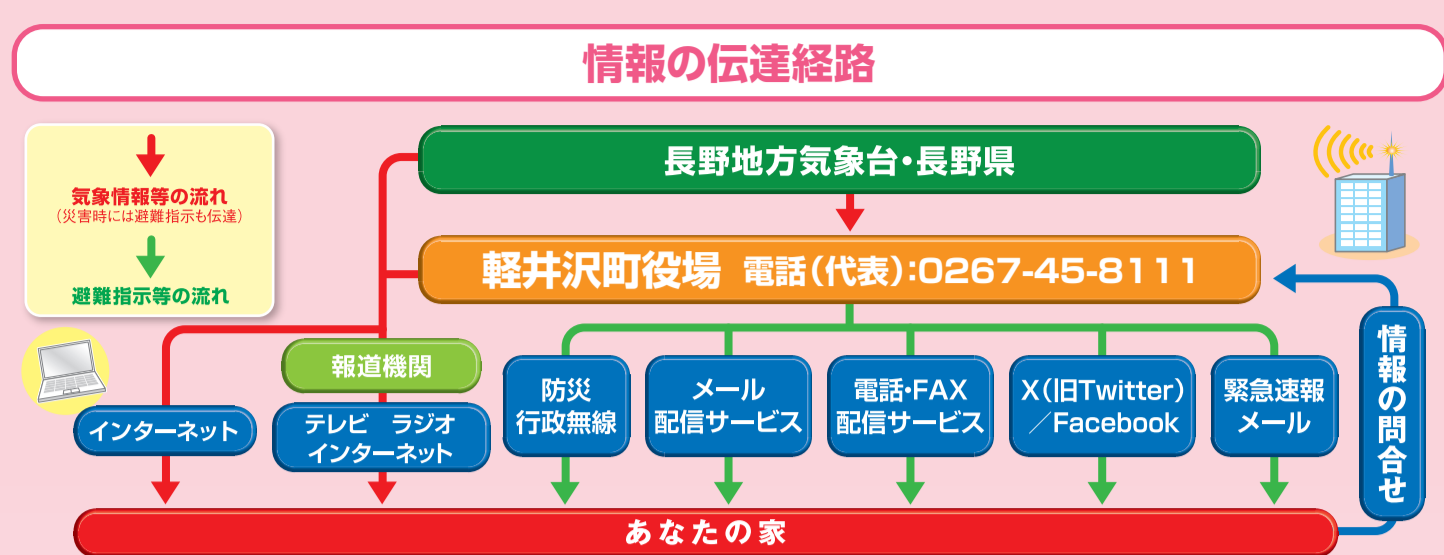 情報の伝達経路
気象情報等の流れ
(災害時には避難指示も伝達)
避難指示等の流れ
長野地方気象台・長野県
軽井沢町役場 電話(代表):0267-45-8111
報道機関
インターネット
テレビ ラジオ
インターネット
防災
行政無線
メール
配信サービス
電話・FAX
配信サービス
X(旧Twitter)
/Facebook
緊急速報
メール
情報の問合せ
あなたの家